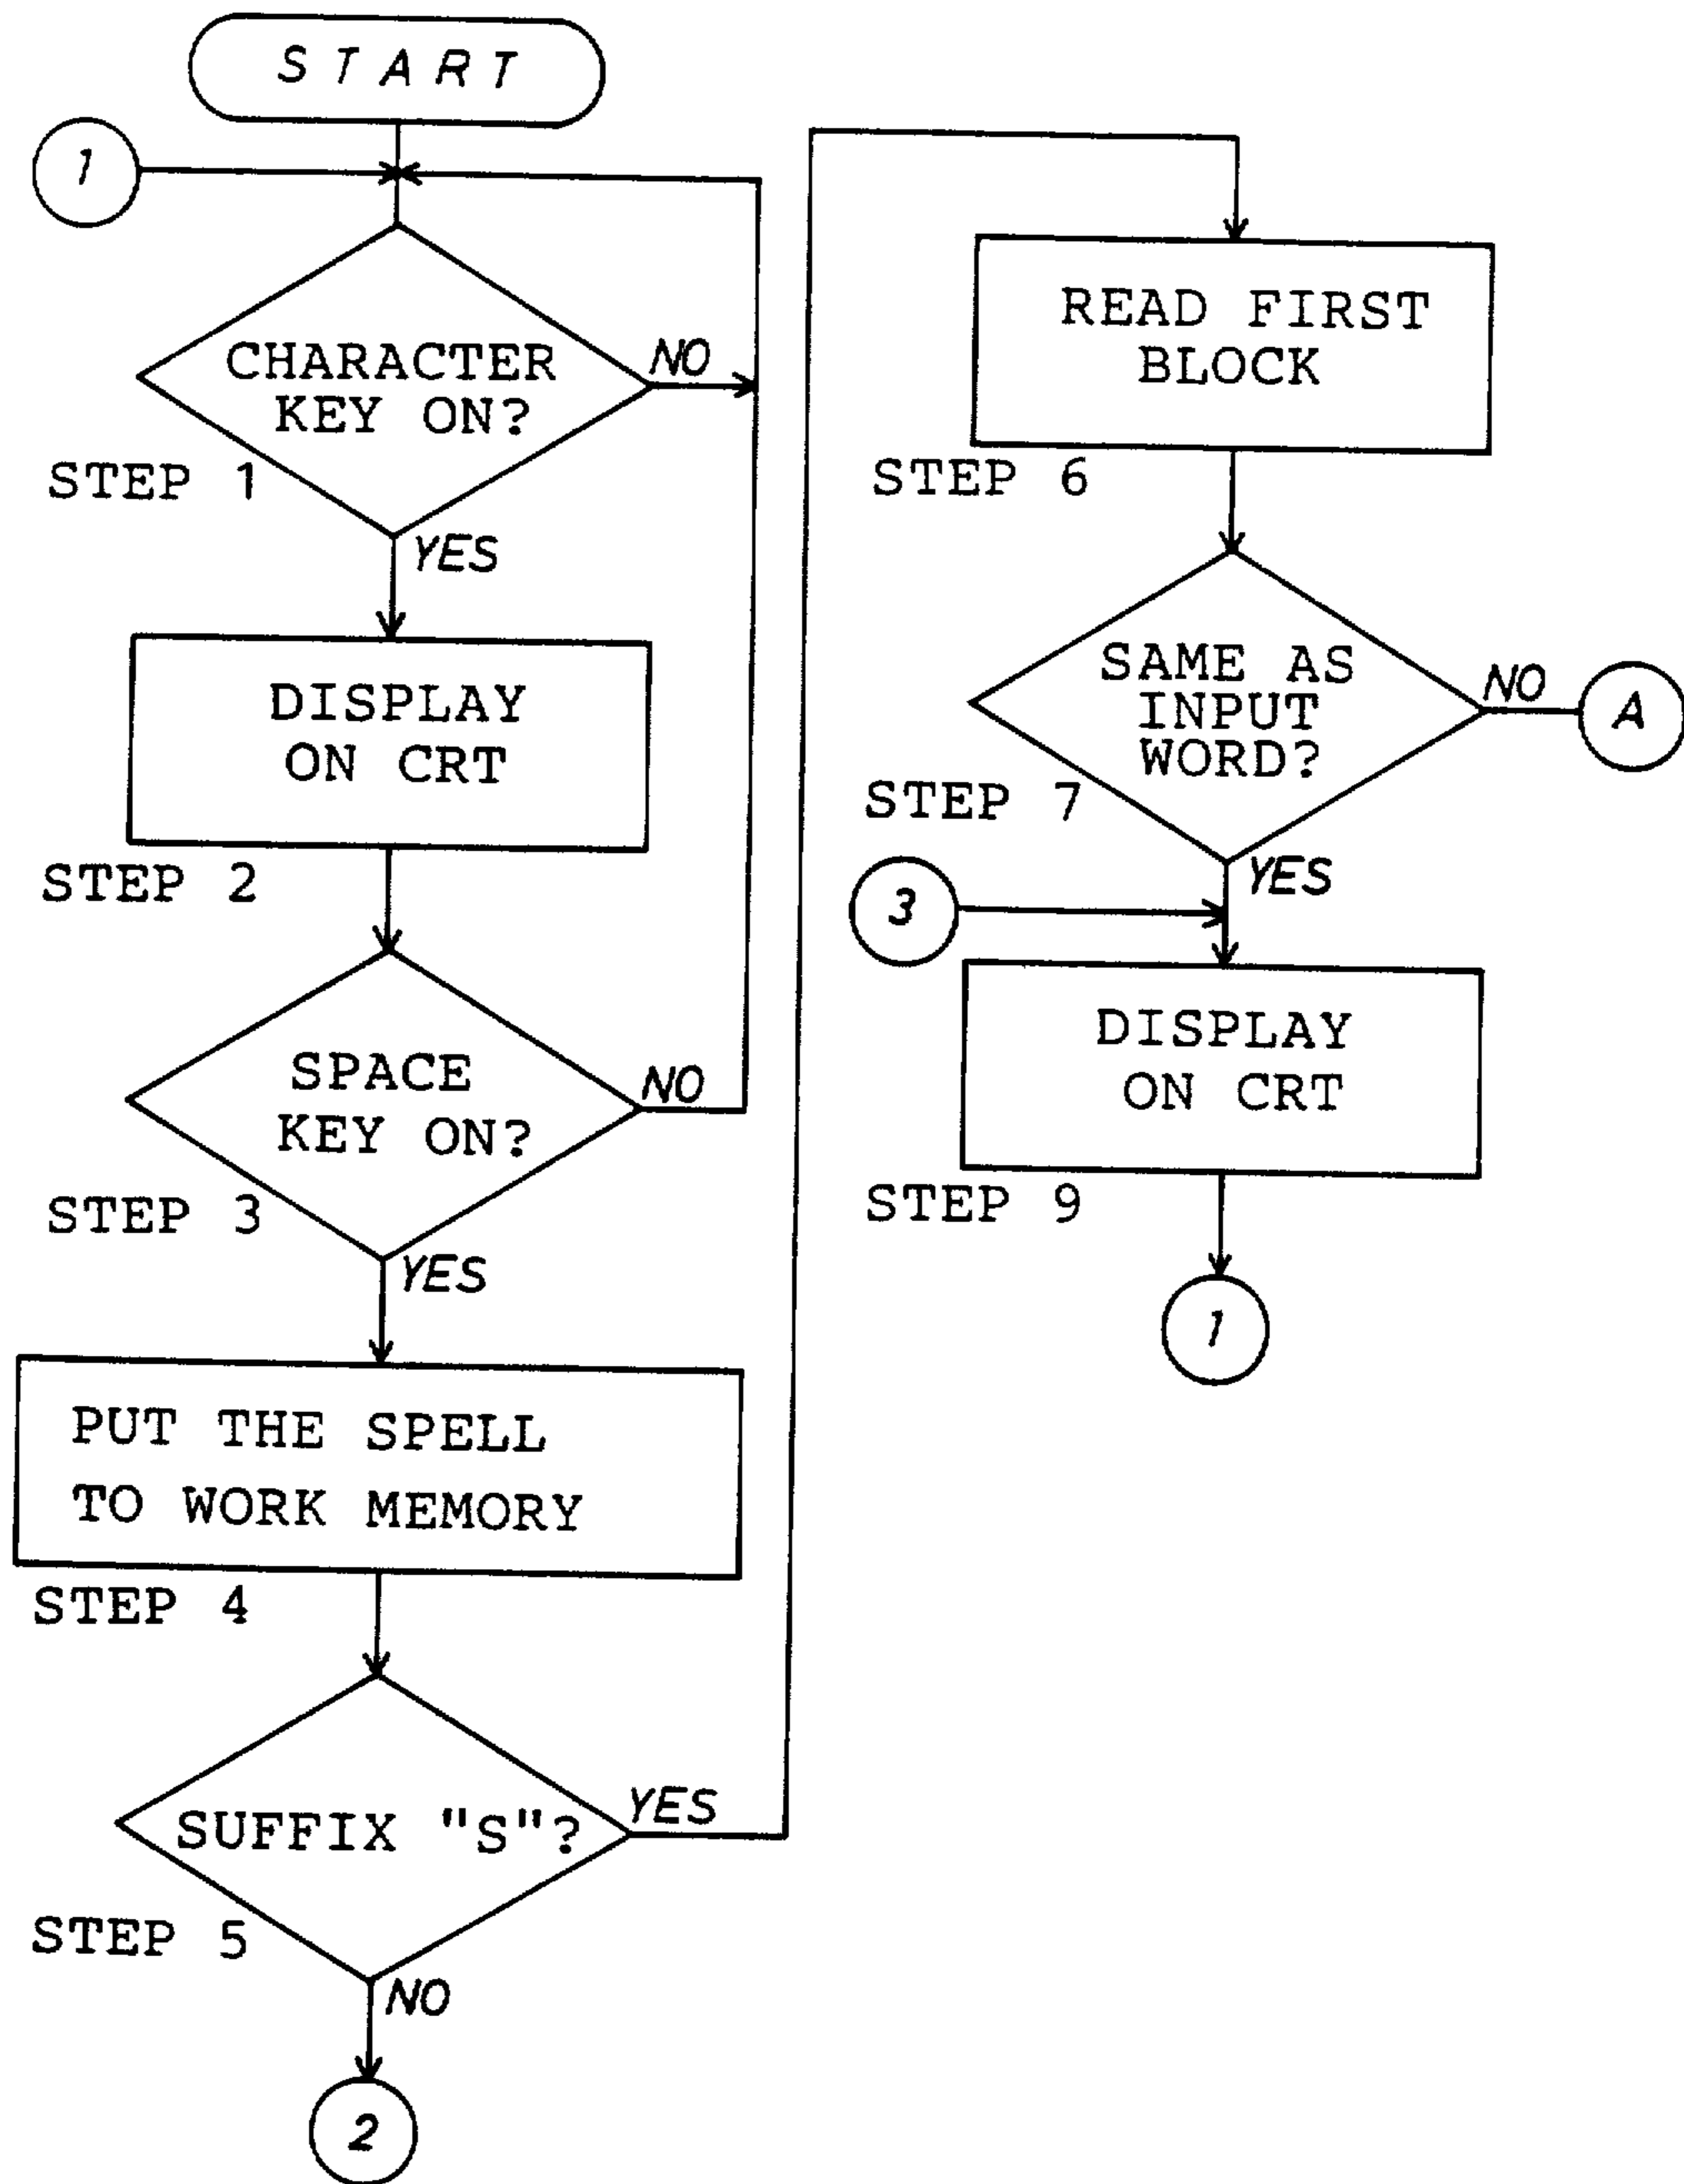 START
1
CHARACTER
KEY ON?
NO
STEP 1
YES
DISPLAY
ON CRT
STEP 2
SPACE
KEY ON?
NO
STEP 3
YES
PUT THE SPELL
TO WORK MEMORY
STEP 4
SUFFIX "S"?
YES
STEP 5
NO
2
READ FIRST
BLOCK
STEP 6
SAME AS
INPUT
WORD?
NO
A
STEP 7
YES
3
DISPLAY
ON CRT
STEP 9
1